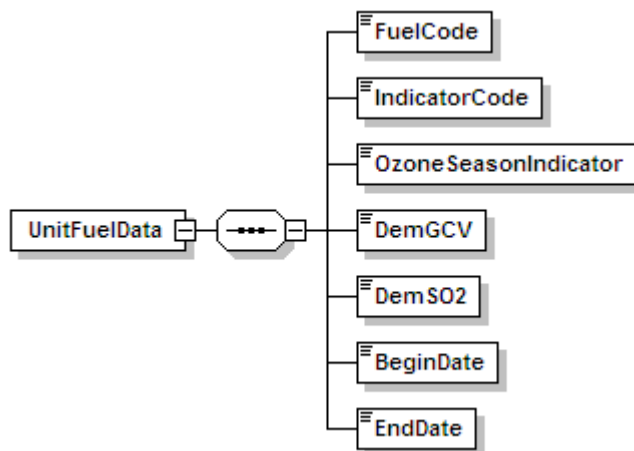 FuelCode
IndicatorCode
OzoneSeasonIndicator
UnitFuelData
DemGCV
DemSO2
BeginDate
EndDate